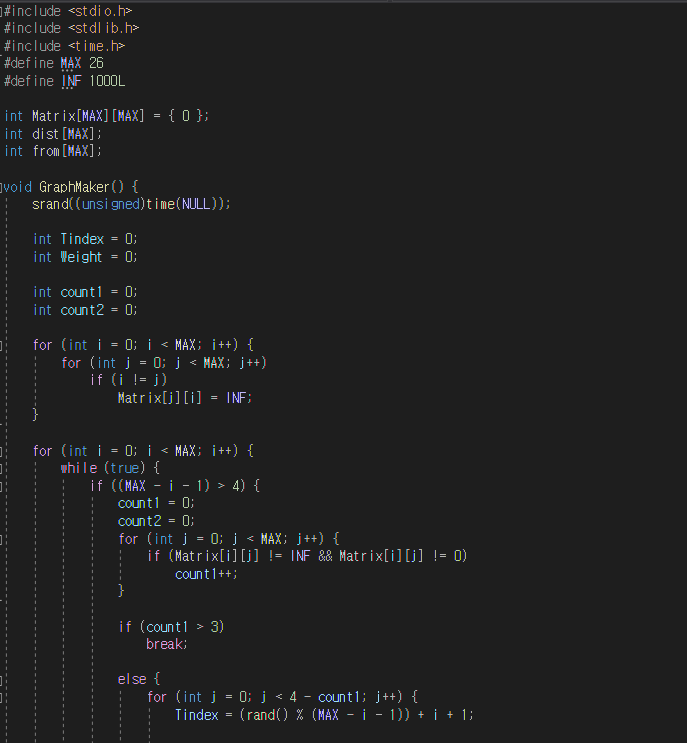 #include <stdio.h>
#include <stdlib.h>
#include <time.h>
#define MAX 26
#define INF 1000L

int Matrix[MAX][MAX] = { 0 };
int dist[MAX];
int from[MAX];

void GraphMaker() {
    srand((unsigned)time(NULL));

    int Tindex = 0;
    int Weight = 0;

    int count1 = 0;
    int count2 = 0;

    for (int i = 0; i < MAX; i++) {
        for (int j = 0; j < MAX; j++)
            if (i != j)
                Matrix[j][i] = INF;
    }

    for (int i = 0; i < MAX; i++) {
        while (true) {
            if ((MAX - i - 1) > 4) {
                count1 = 0;
                count2 = 0;
                for (int j = 0; j < MAX; j++) {
                    if (Matrix[i][j] != INF && Matrix[i][j] != 0)
                        count1++;
                }

                if (count1 > 3)
                    break;

                else {
                    for (int j = 0; j < 4 - count1; j++) {
                        Tindex = (rand() % (MAX - i - 1)) + i + 1;